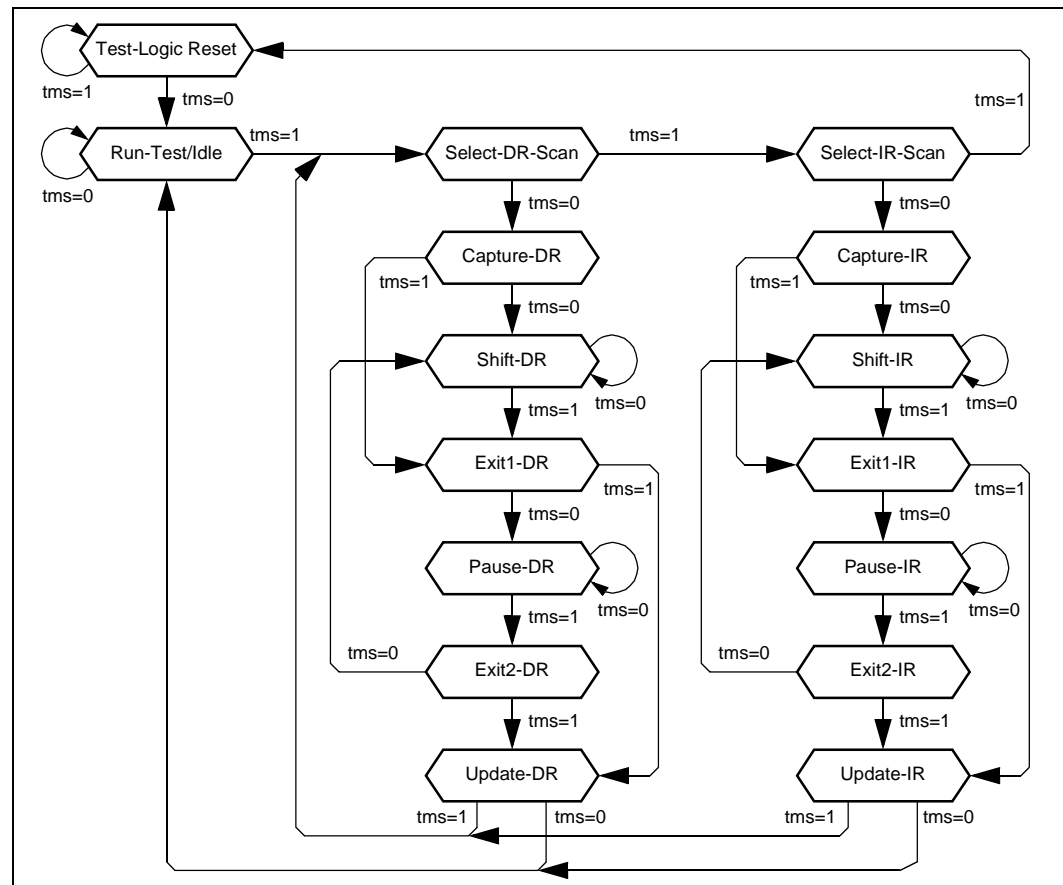 Test-Logic Reset
tms=1
tms=0
tms=1
Run-Test/Idle
tms=1
Select-DR-Scan
tms=1
Select-IR-Scan
tms=0
tms=0
tms=0
Capture-DR
Capture-IR
tms=1
tms=0
tms=1
tms=0
Shift-DR
Shift-IR
tms=0
tms=0
tms=1
tms=1
Exit1-DR
Exit1-IR
tms=1
tms=1
tms=0
tms=0
Pause-DR
Pause-IR
tms=0
tms=0
tms=1
tms=1
tms=0
Exit2-DR
tms=0
Exit2-IR
tms=1
tms=1
Update-DR
Update-IR
tms=1
tms=0
tms=1
tms=0